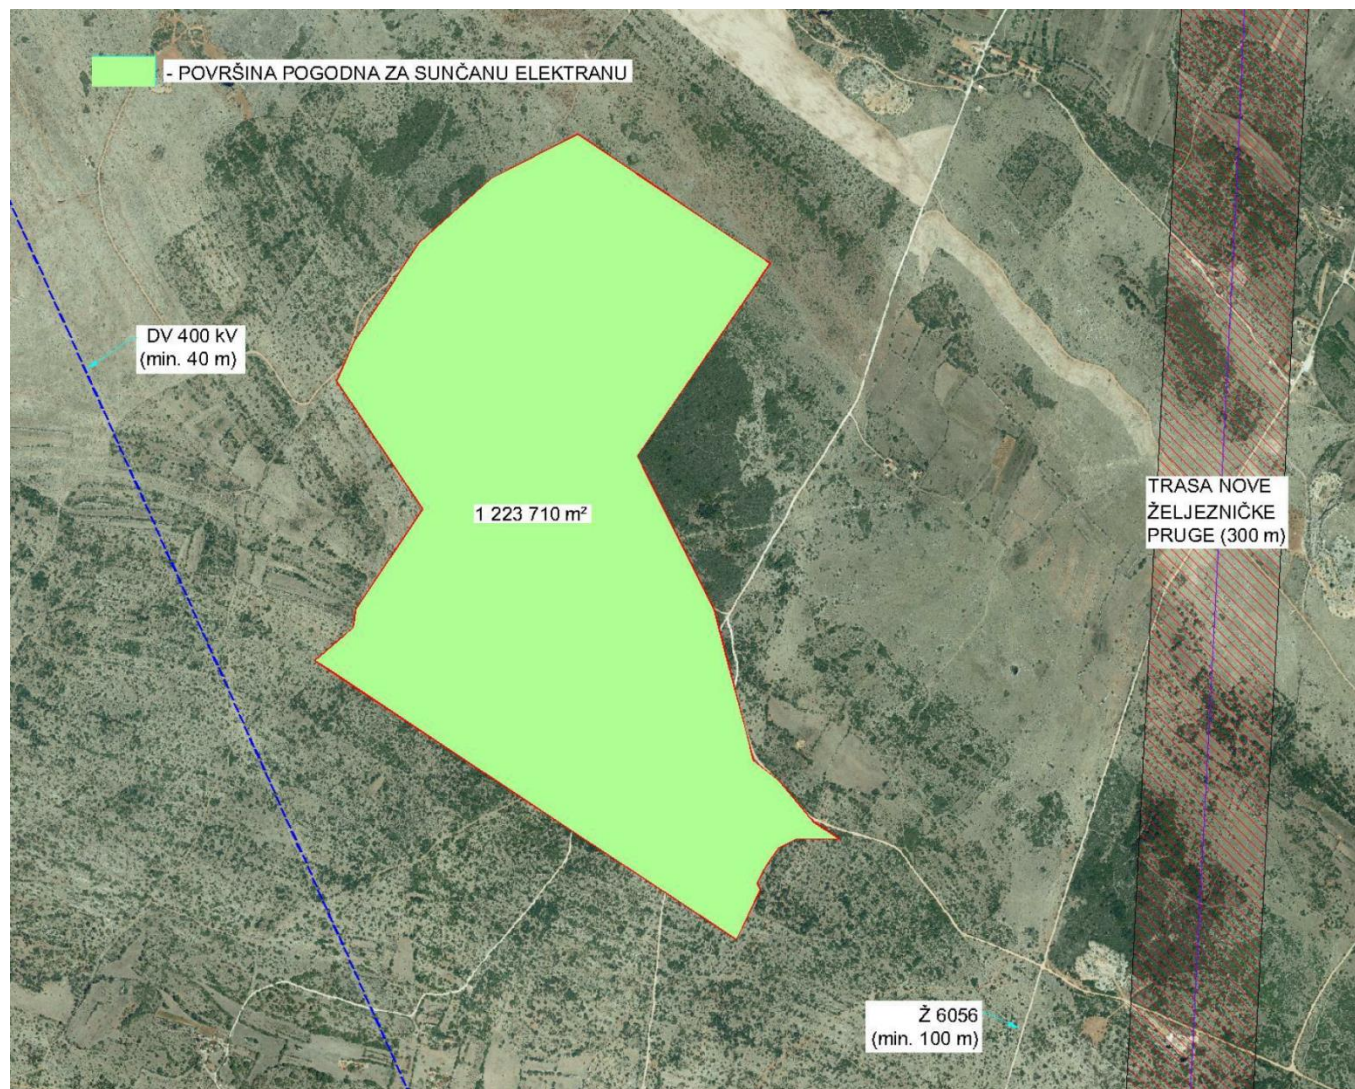 - POVRŠINA POGODNA ZA SUNČANU ELEKTRANU
DV 400 kV
(min. 40 m)
1 223 710 m²
TRASA NOVE
ŽELJEZNIČKE
PRUGE (300 m)
Ž 6056
(min. 100 m)